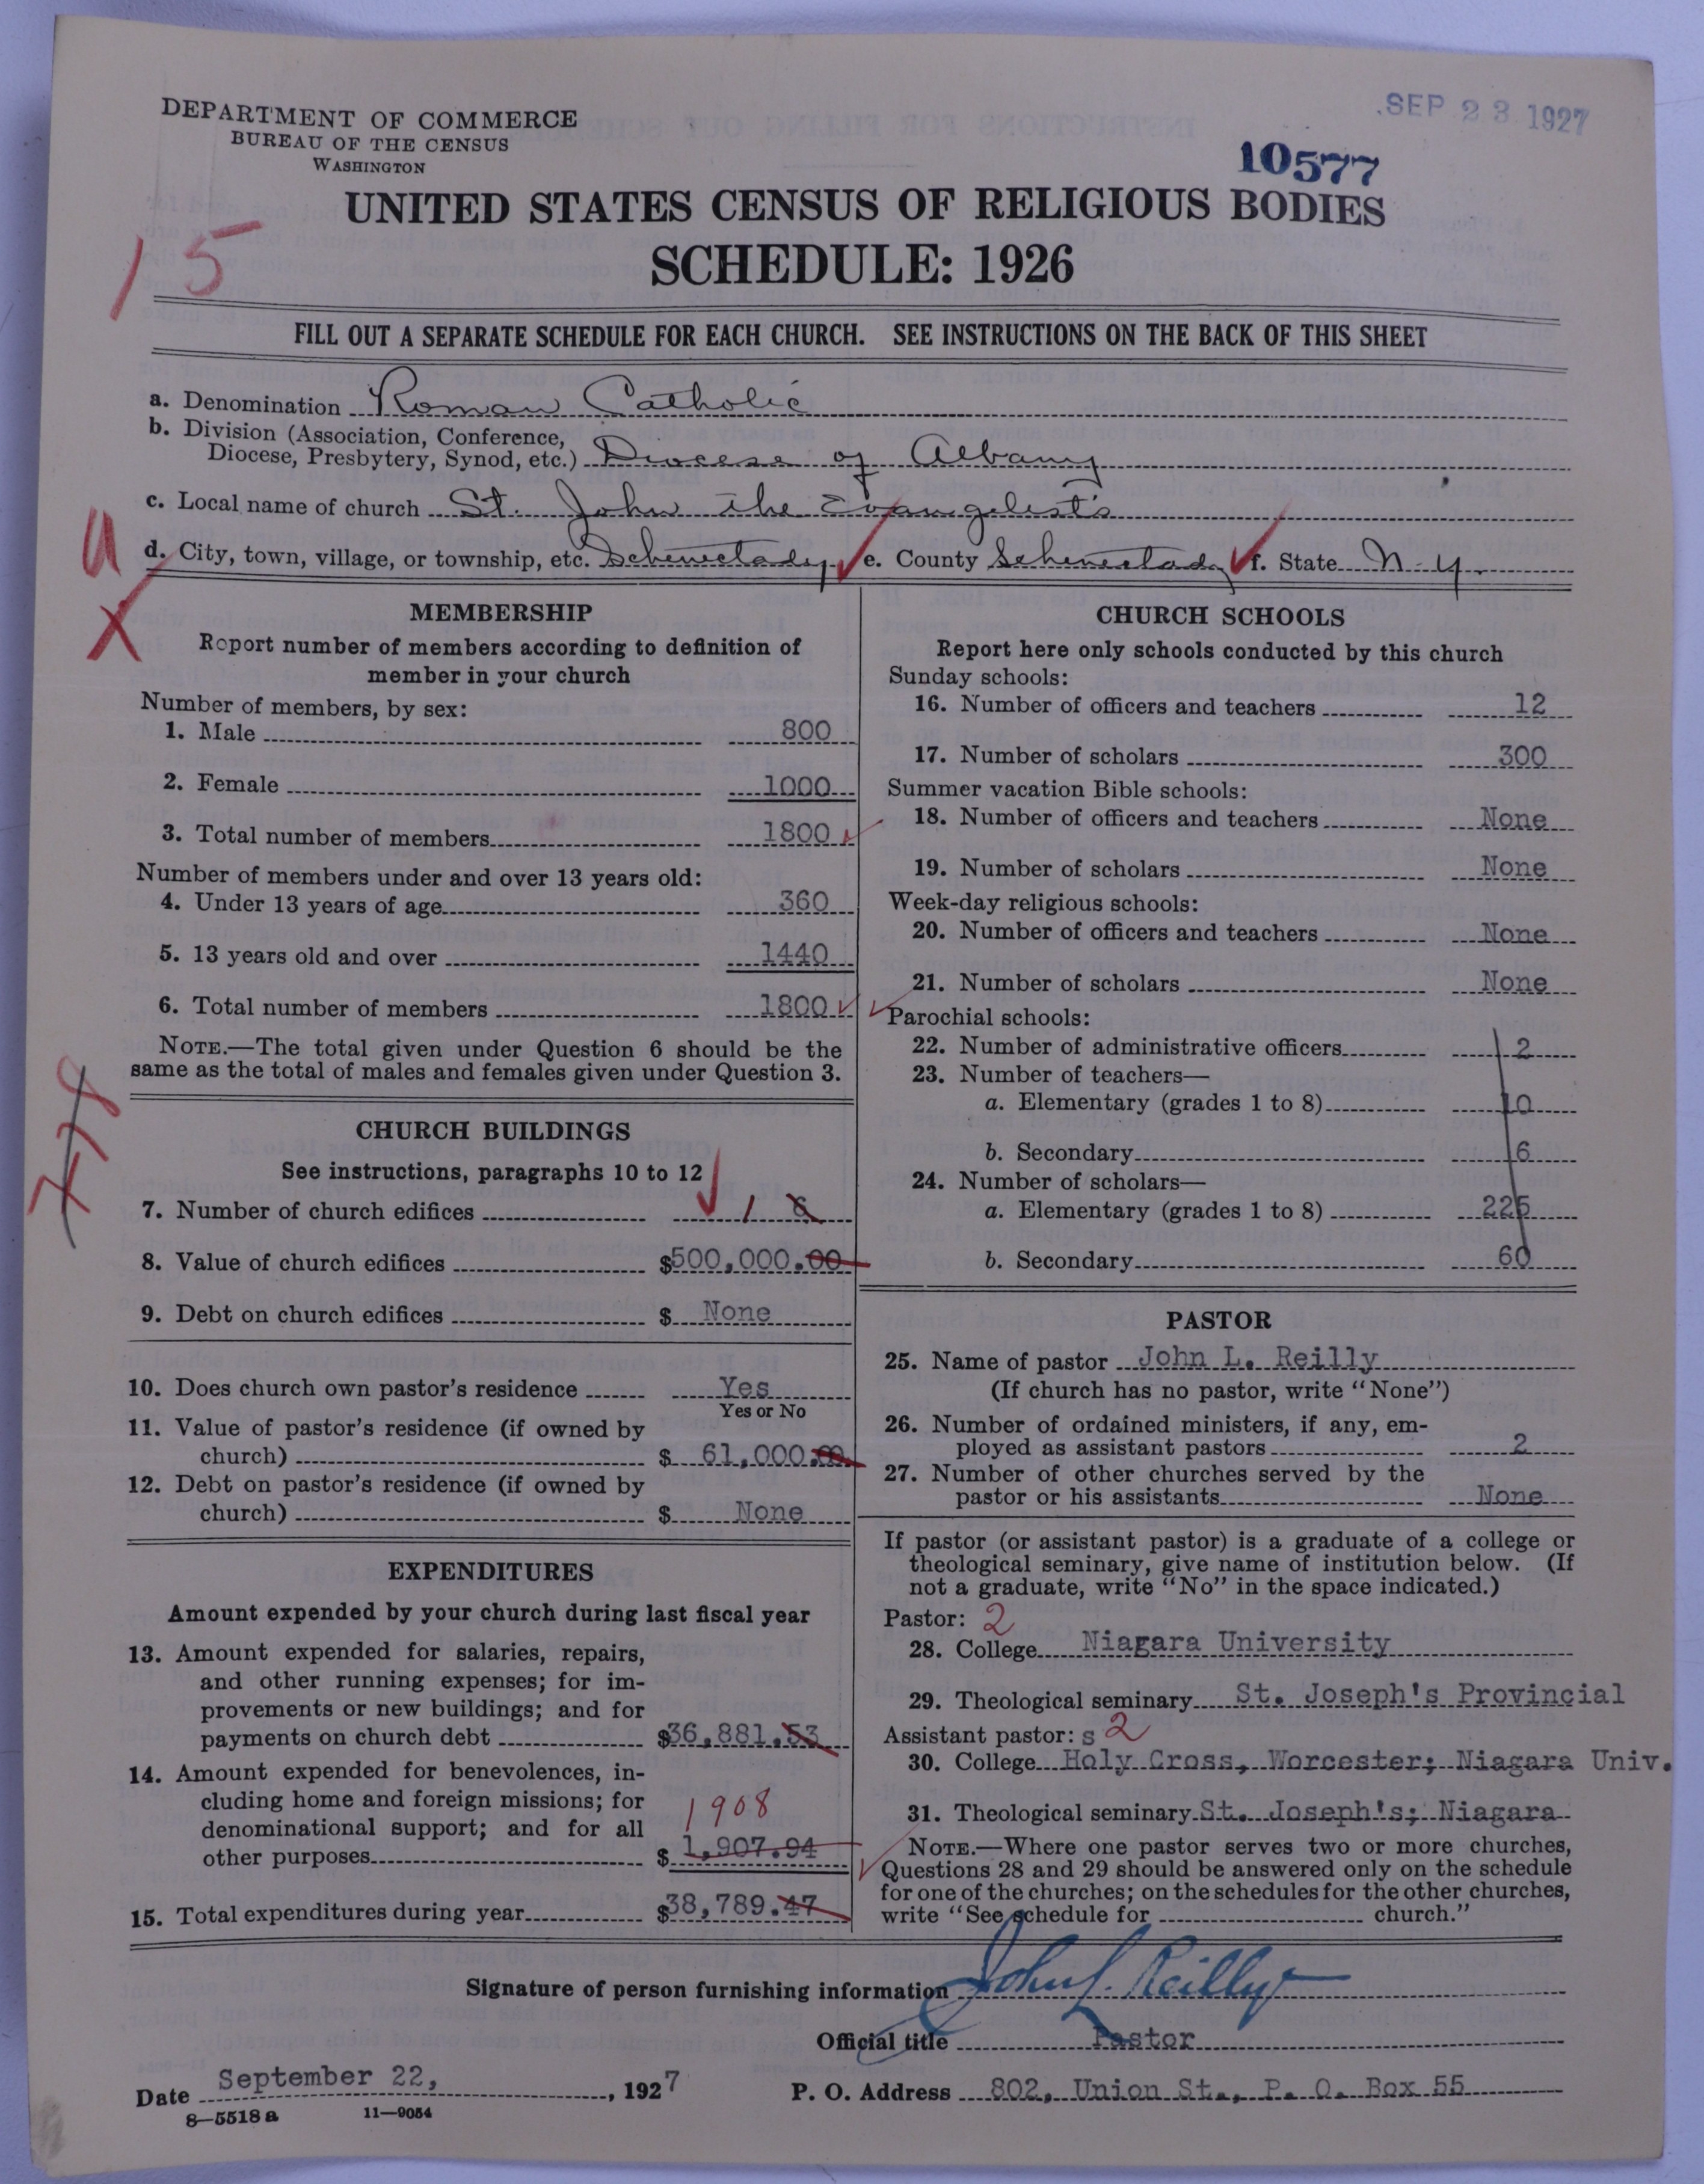 DEPARTMENT OF COMMERCE
BUREAU OF THE CENSUS
WASHINGTON
SEP 23 1927
10577
UNITED STATES CENSUS OF RELIGIOUS BODIES
SCHEDULE: 1926
15
FILL OUT A SEPARATE SCHEDULE FOR EACH CHURCH. SEE INSTRUCTIONS ON THE BACK OF THIS SHEET
a. Denomination Roman Catholic
b. Division (Association, Conference,
Diocese, Presbytery, Synod, etc.) Diocese of Albany
c. Local name of church St. John the Evangelist's
a
d. City, town, village, or township, etc. Schenectady e. County Schenectady f. State N.Y.
X
MEMBERSHIP
Report number of members according to definition of
member in your church
Number of members, by sex:
1. Male 800
2. Female 1000
3. Total number of members 1800
Number of members under and over 13 years old:
4. Under 13 years of age 360
5. 13 years old and over 1440
6. Total number of members 1800
NOTE.—The total given under Question 6 should be the
same as the total of males and females given under Question 3.
778
CHURCH BUILDINGS
See instructions, paragraphs 10 to 12
7. Number of church edifices 1
8. Value of church edifices $500,000.00
9. Debt on church edifices $ None
10. Does church own pastor's residence Yes
Yes or No
11. Value of pastor's residence (if owned by
church) $ 61,000.00
12. Debt on pastor's residence (if owned by
church) $ None
EXPENDITURES
Amount expended by your church during last fiscal year
13. Amount expended for salaries, repairs,
and other running expenses; for im-
provements or new buildings; and for
payments on church debt $36,881.53
14. Amount expended for benevolences, in-
cluding home and foreign missions; for
denominational support; and for all
1908
other purposes $ 1,907.94
15. Total expenditures during year $38,789.47
CHURCH SCHOOLS
Report here only schools conducted by this church
Sunday schools:
16. Number of officers and teachers 12
17. Number of scholars 300
Summer vacation Bible schools:
18. Number of officers and teachers None
19. Number of scholars None
Week-day religious schools:
20. Number of officers and teachers None
21. Number of scholars None
Parochial schools:
22. Number of administrative officers 2
23. Number of teachers—
a. Elementary (grades 1 to 8) 10
b. Secondary 6
24. Number of scholars—
a. Elementary (grades 1 to 8) 225
b. Secondary 60
PASTOR
25. Name of pastor John L. Reilly
(If church has no pastor, write "None")
26. Number of ordained ministers, if any, em-
ployed as assistant pastors 2
27. Number of other churches served by the
pastor or his assistants None
If pastor (or assistant pastor) is a graduate of a college or
theological seminary, give name of institution below. (If
not a graduate, write "No" in the space indicated.)
Pastor: 2
28. College Niagara University
29. Theological seminary St. Joseph's Provincial
Assistant pastor: s 2
30. College Holy Cross, Worcester; Niagara Univ.
31. Theological seminary St. Joseph's; Niagara
NOTE.—Where one pastor serves two or more churches,
Questions 28 and 29 should be answered only on the schedule
for one of the churches; on the schedules for the other churches,
write "See schedule for church."
Signature of person furnishing information John L. Reilly
Official title Pastor
Date September 22, , 1927
P. O. Address 802, Union St., P. O. Box 55
8—5518 a 11—9054